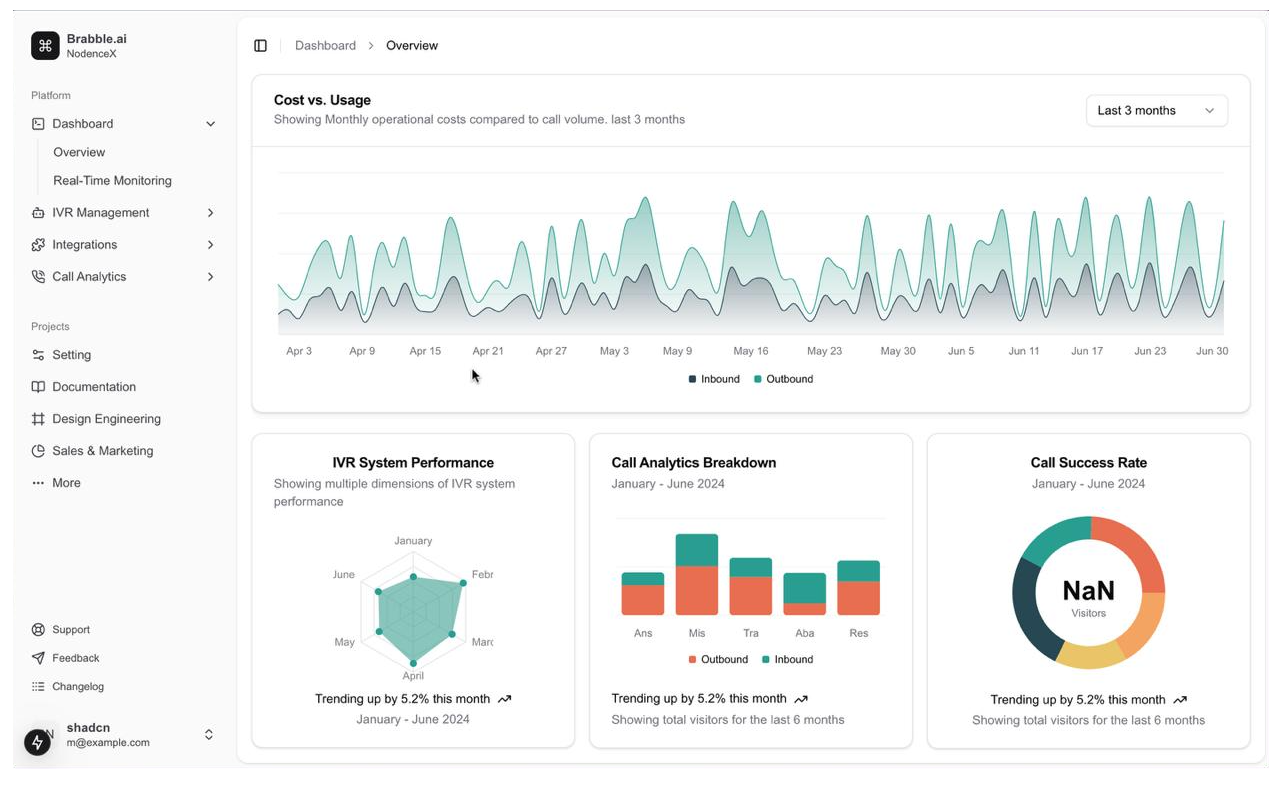 Brabble.ai
NodenceX
Platform
Dashboard
Overview
Real-Time Monitoring
IVR Management
Integrations
Call Analytics
Projects
Setting
Documentation
Design Engineering
Sales & Marketing
More
Support
Feedback
Changelog
N
shadcn
m@example.com
Dashboard > Overview
Cost vs. Usage
Showing Monthly operational costs compared to call volume. last 3 months
Last 3 months
Apr 3 Apr 9 Apr 15 Apr 21 Apr 27 May 3 May 9 May 16 May 23 May 30 Jun 5 Jun 11 Jun 17 Jun 23 Jun 30
Inbound Outbound
IVR System Performance
Showing multiple dimensions of IVR system
performance
January
June Febr
May Marc
April
Trending up by 5.2% this month
January - June 2024
Call Analytics Breakdown
January - June 2024
Ans Mis Tra Aba Res
Outbound Inbound
Trending up by 5.2% this month
Showing total visitors for the last 6 months
Call Success Rate
January - June 2024
NaN
Visitors
Trending up by 5.2% this month
Showing total visitors for the last 6 months